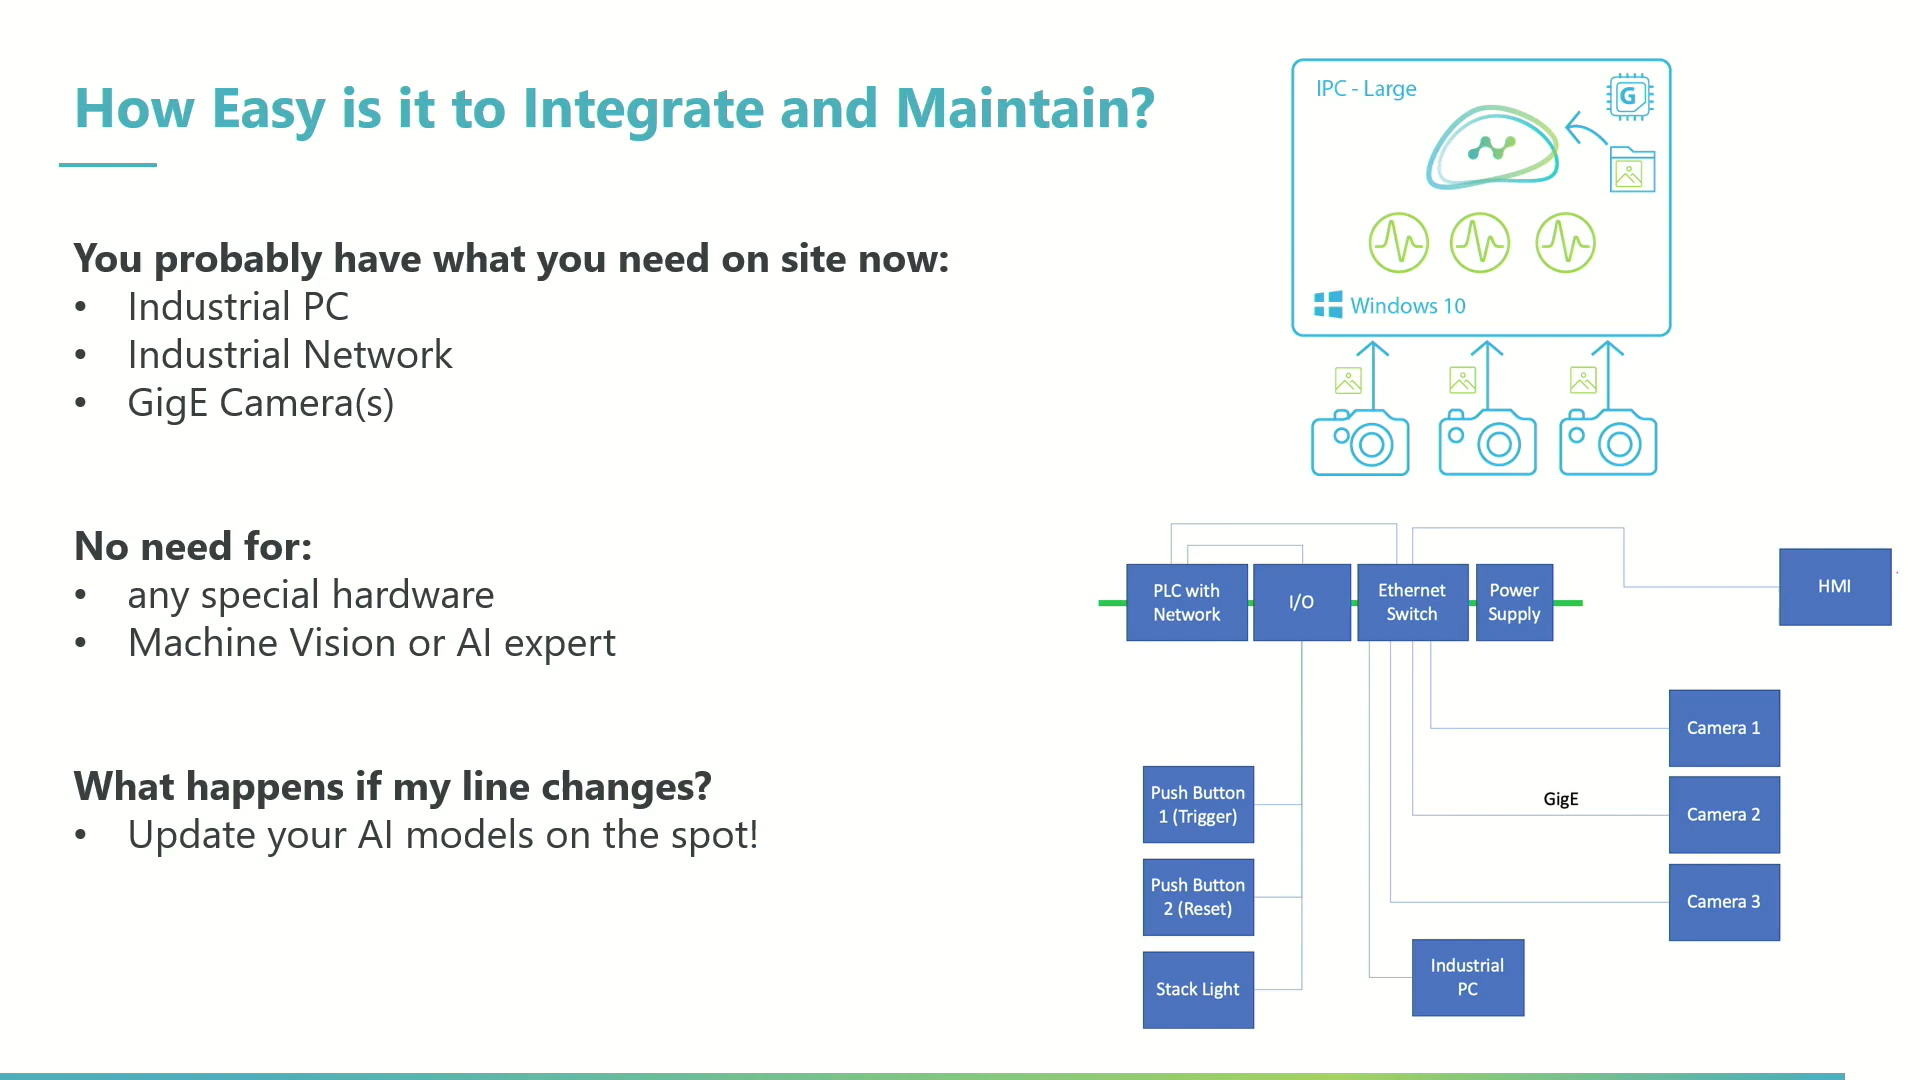 How Easy is it to Integrate and Maintain?
You probably have what you need on site now:
• Industrial PC
• Industrial Network
• GigE Camera(s)
No need for:
• any special hardware
• Machine Vision or AI expert
What happens if my line changes?
• Update your AI models on the spot!
IPC - Large
G
Windows 10
PLC with
Network
I/O
Ethernet
Switch
Power
Supply
HMI
Camera 1
GigE
Camera 2
Camera 3
Push Button
1 (Trigger)
Push Button
2 (Reset)
Stack Light
Industrial
PC